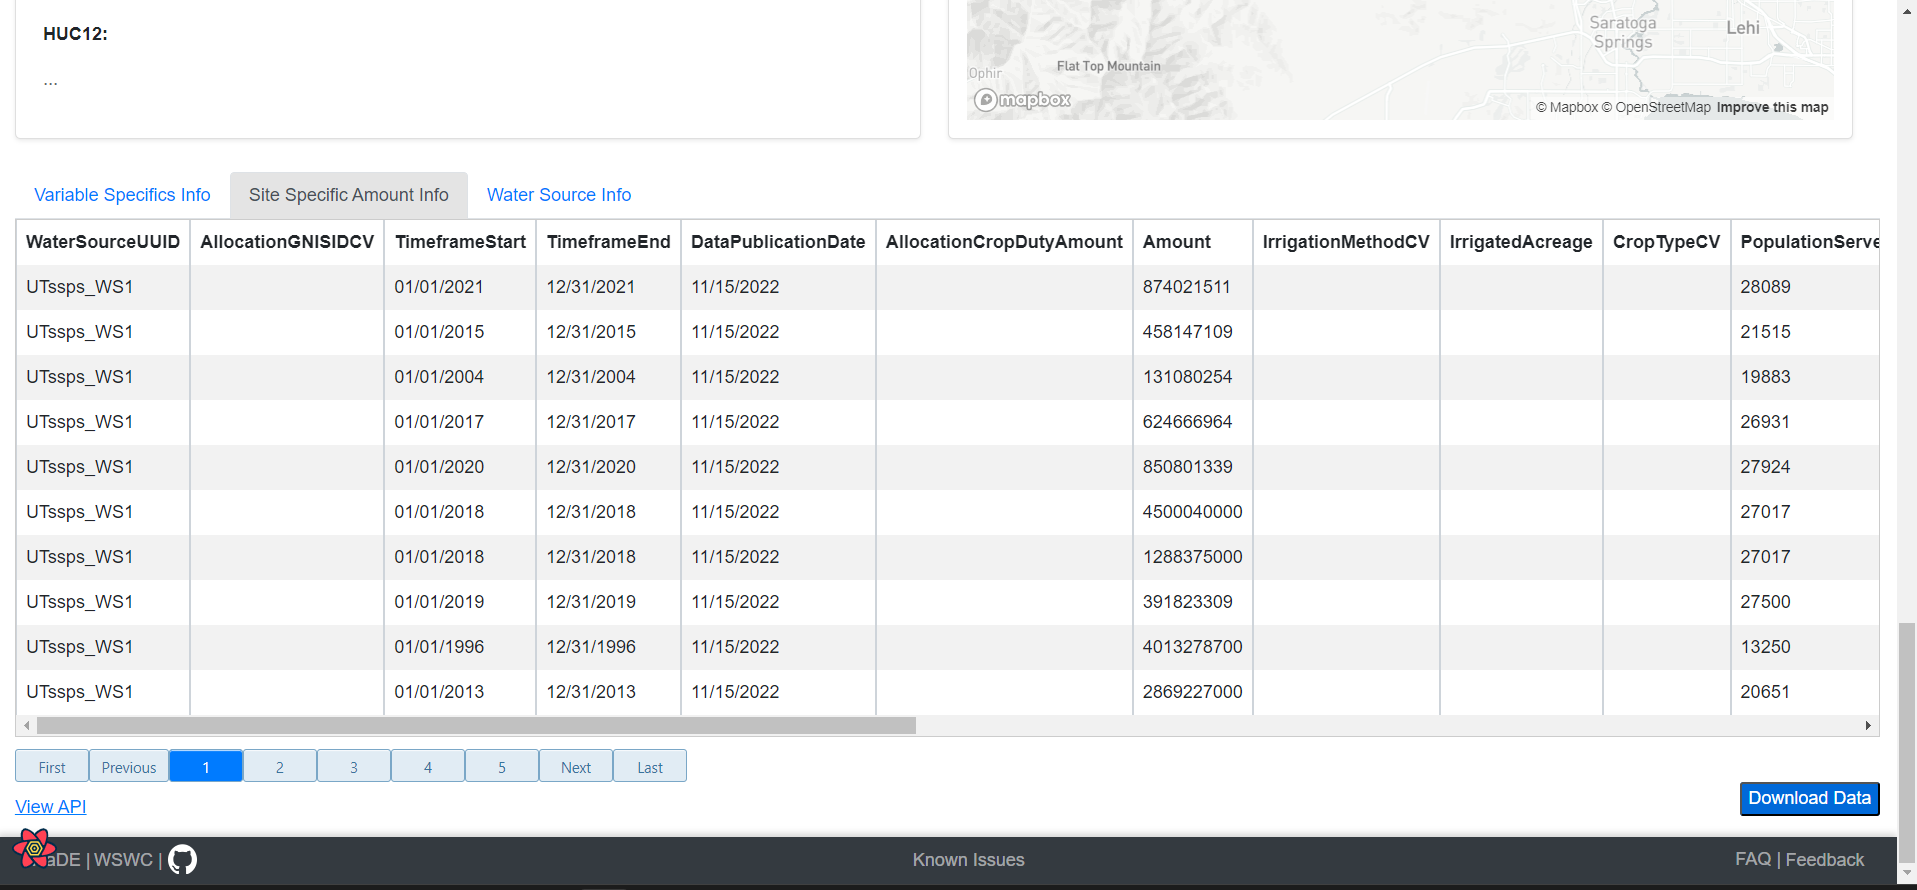 HUC12:
...
Saratoga
Springs
Lehi
Flat Top Mountain
Ophir
mapbox
© Mapbox © OpenStreetMap Improve this map
Variable Specifics Info Site Specific Amount Info Water Source Info
WaterSourceUUID AllocationGNISIDCV TimeframeStart TimeframeEnd DataPublicationDate AllocationCropDutyAmount Amount IrrigationMethodCV IrrigatedAcreage CropTypeCV PopulationServe
UTssps_WS1 01/01/2021 12/31/2021 11/15/2022 874021511 28089
UTssps_WS1 01/01/2015 12/31/2015 11/15/2022 458147109 21515
UTssps_WS1 01/01/2004 12/31/2004 11/15/2022 131080254 19883
UTssps_WS1 01/01/2017 12/31/2017 11/15/2022 624666964 26931
UTssps_WS1 01/01/2020 12/31/2020 11/15/2022 850801339 27924
UTssps_WS1 01/01/2018 12/31/2018 11/15/2022 4500040000 27017
UTssps_WS1 01/01/2018 12/31/2018 11/15/2022 1288375000 27017
UTssps_WS1 01/01/2019 12/31/2019 11/15/2022 391823309 27500
UTssps_WS1 01/01/1996 12/31/1996 11/15/2022 4013278700 13250
UTssps_WS1 01/01/2013 12/31/2013 11/15/2022 2869227000 20651
First Previous 1 2 3 4 5 Next Last
View API
Download Data
aDE | WSWC |
Known Issues
FAQ | Feedback